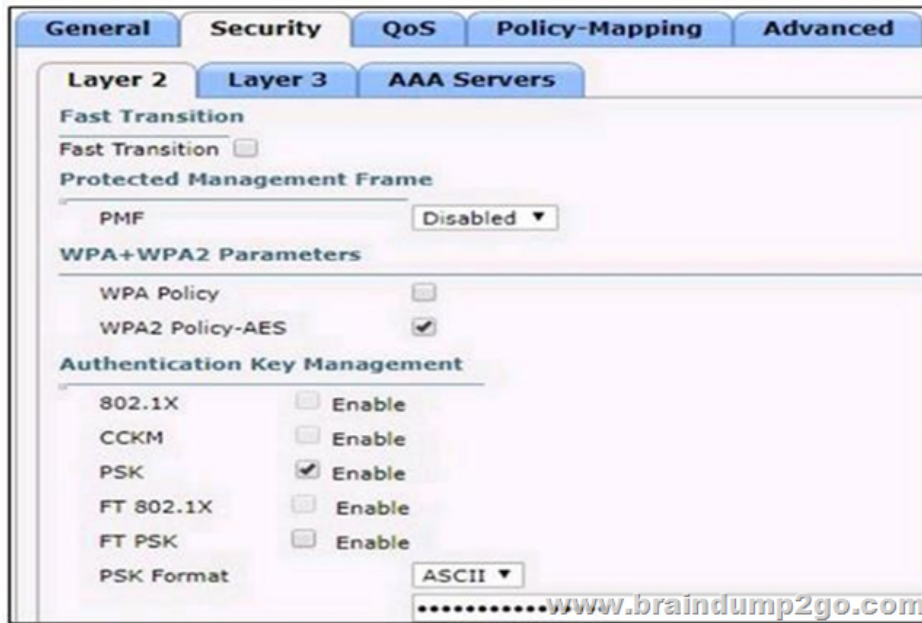 General Security QoS Policy-Mapping Advanced
Layer 2 Layer 3 AAA Servers
Fast Transition
Fast Transition
Protected Management Frame
PMF Disabled
WPA+WPA2 Parameters
WPA Policy
WPA2 Policy-AES
Authentication Key Management
802.1X Enable
CCKM Enable
PSK Enable
FT 802.1X Enable
FT PSK Enable
PSK Format ASCII
www.braindump2go.com